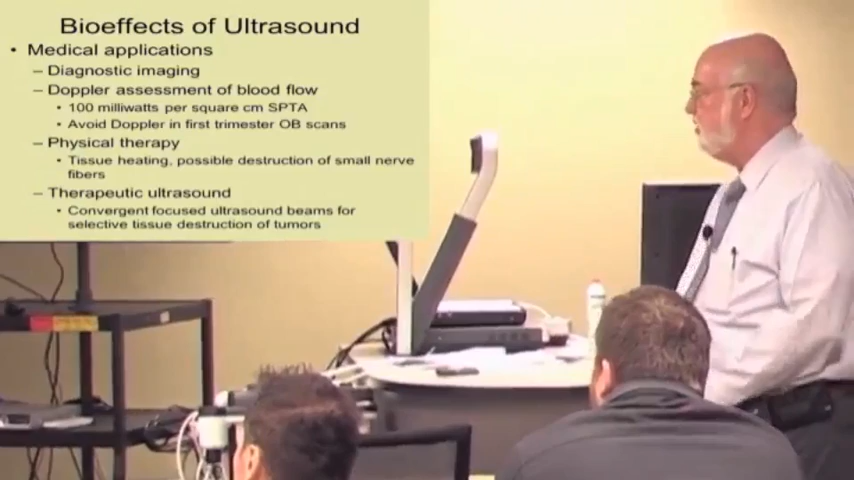 Bioeffects of Ultrasound
• Medical applications
– Diagnostic imaging
– Doppler assessment of blood flow
• 100 milliwatts per square cm SPTA
• Avoid Doppler in first trimester OB scans
– Physical therapy
• Tissue heating, possible destruction of small nerve
fibers
– Therapeutic ultrasound
• Convergent focused ultrasound beams for
selective tissue destruction of tumors